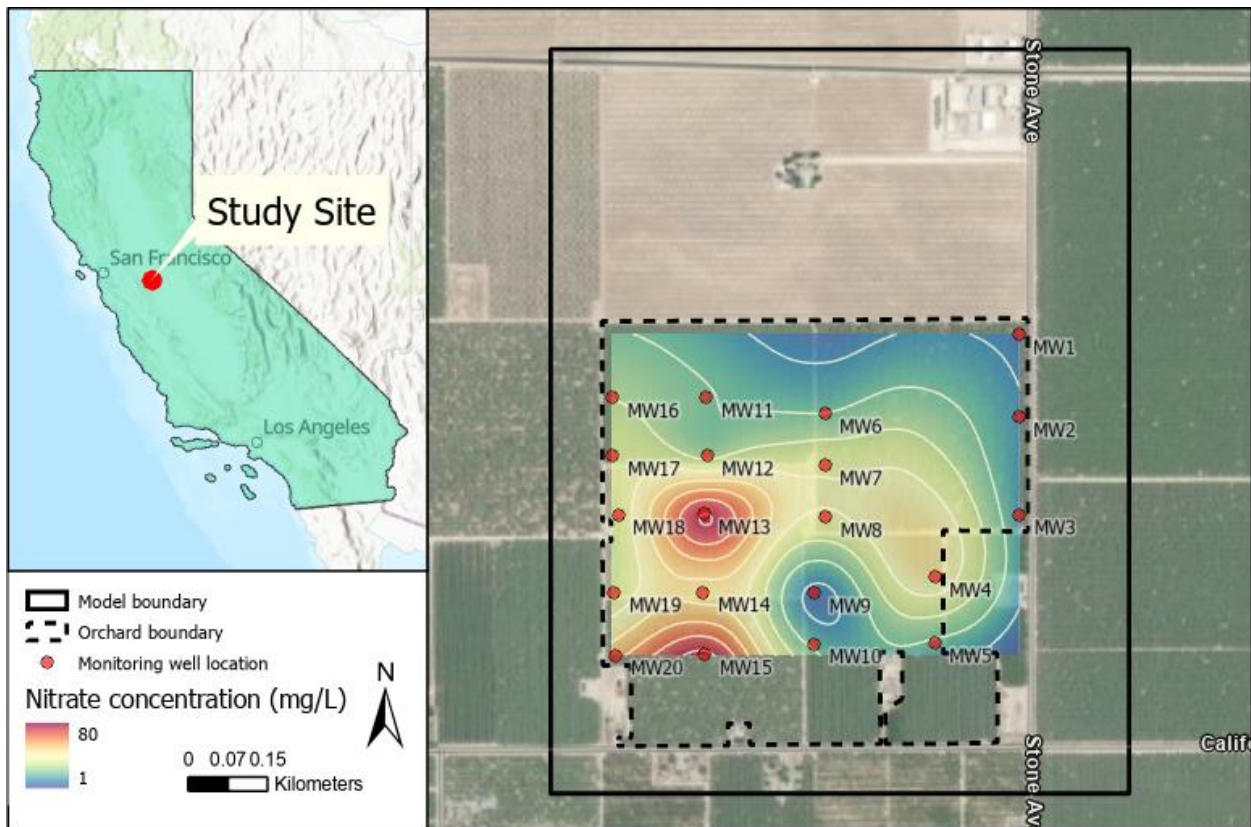 Study Site
San Francisco
Los Angeles
Model boundary
Orchard boundary
Monitoring well location
Nitrate concentration (mg/L)
80
1
N
0 0.07 0.15
Kilometers
Stone Ave
MW1
MW16
MW11
MW6
MW2
MW17
MW12
MW7
MW18
MW13
MW8
MW3
MW4
MW19
MW14
MW9
MW20
MW15
MW10
MW5
Stone Av
Califo